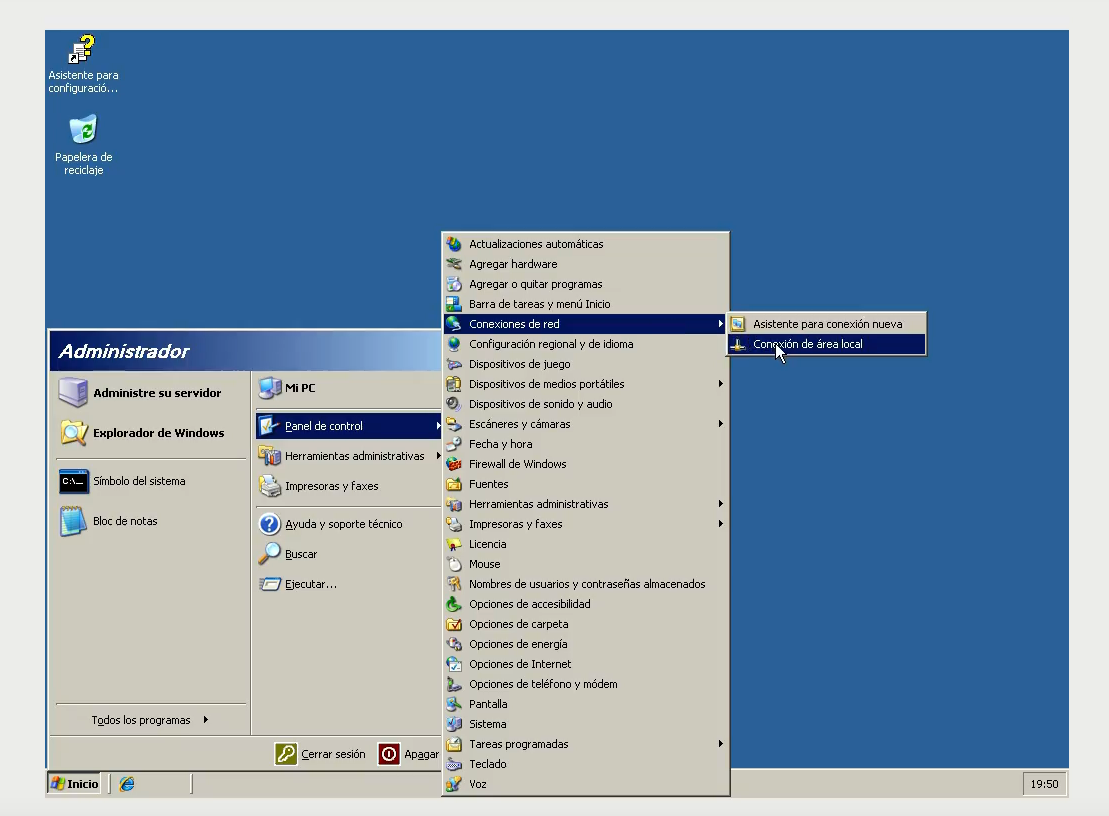 Asistente para
configuració...
Papelera de
reciclaje
Administrador
Administre su servidor
Explorador de Windows
C:\_
Símbolo del sistema
Bloc de notas
Todos los programas
Mi PC
Panel de control
Herramientas administrativas
Impresoras y faxes
Ayuda y soporte técnico
Buscar
Ejecutar...
Cerrar sesión
Apagar
Actualizaciones automáticas
Agregar hardware
Agregar o quitar programas
Barra de tareas y menú Inicio
Conexiones de red
Configuración regional y de idioma
Dispositivos de juego
Dispositivos de medios portátiles
Dispositivos de sonido y audio
Escáneres y cámaras
Fecha y hora
Firewall de Windows
Fuentes
Herramientas administrativas
Impresoras y faxes
Licencia
Mouse
Nombres de usuarios y contraseñas almacenados
Opciones de accesibilidad
Opciones de carpeta
Opciones de energía
Opciones de Internet
Opciones de teléfono y módem
Pantalla
Sistema
Tareas programadas
Teclado
Voz
Asistente para conexión nueva
Conexión de área local
Inicio
19:50